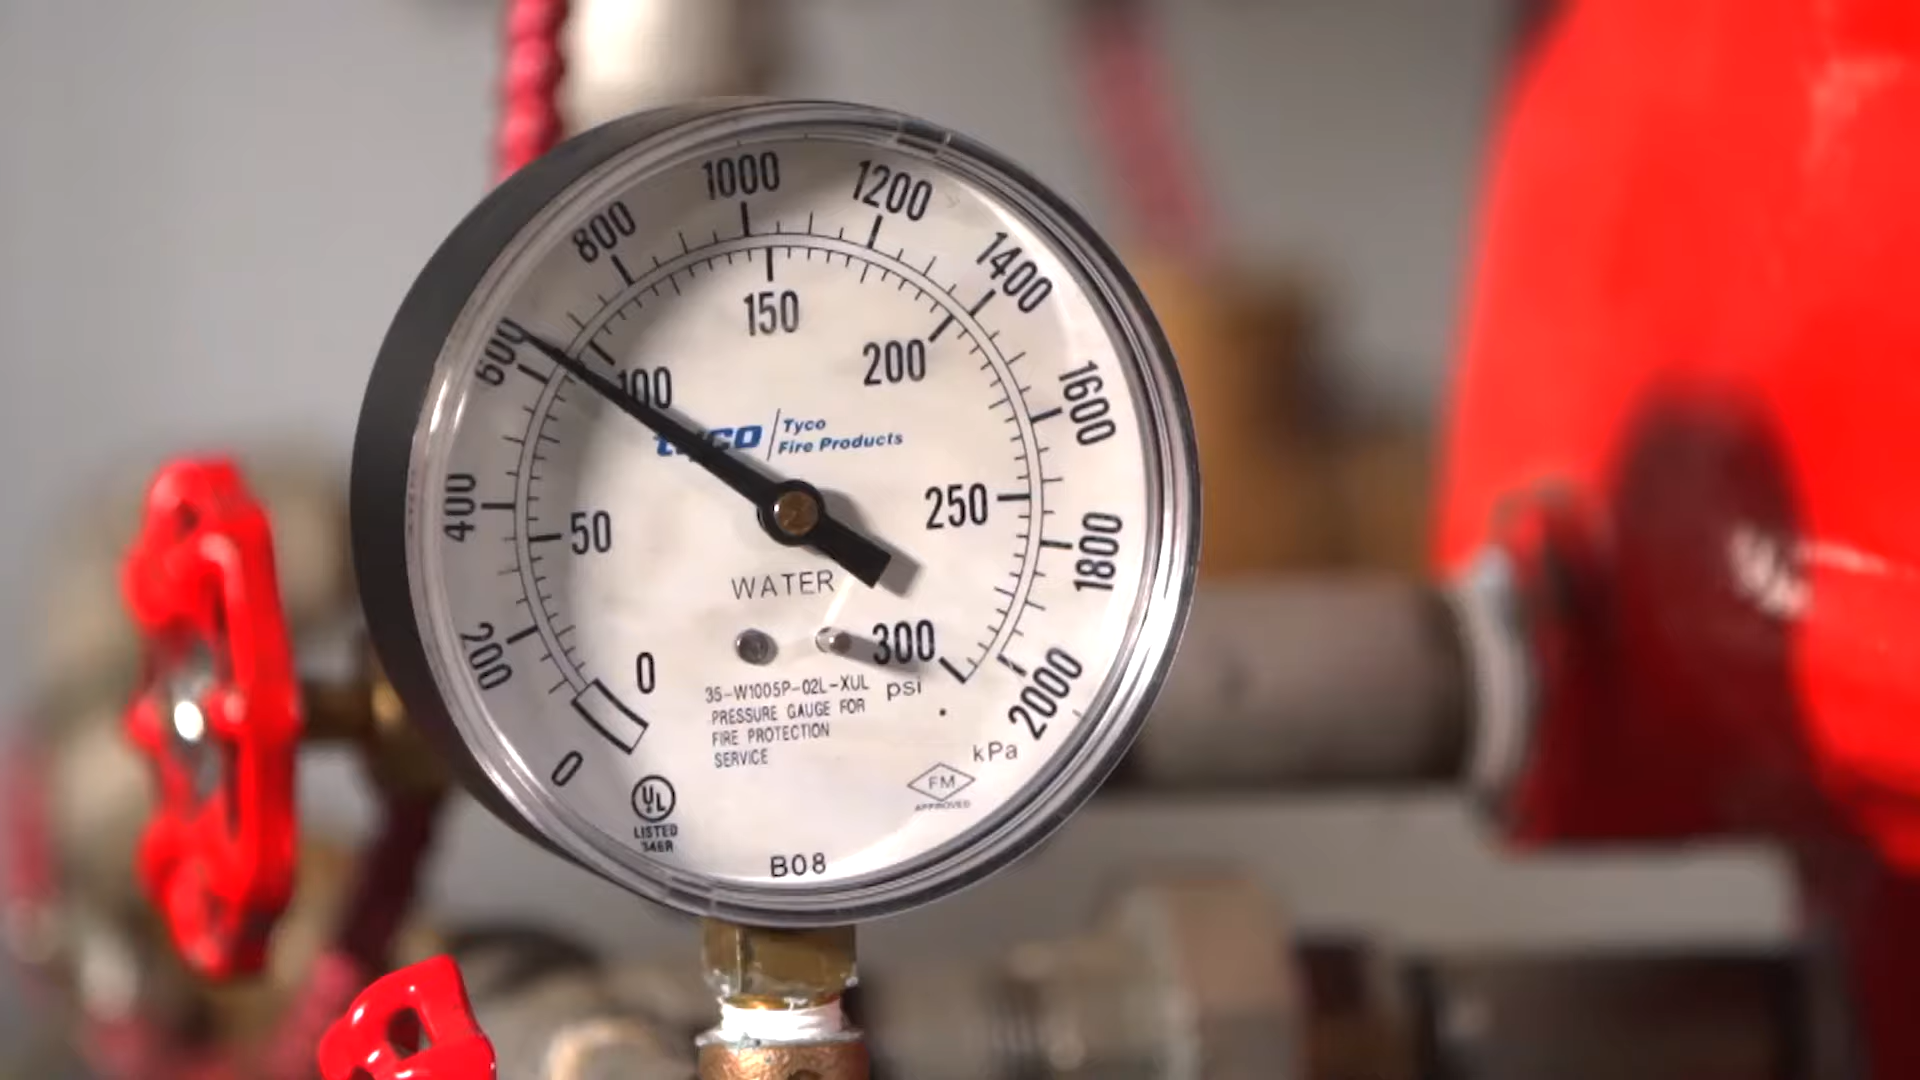 1000
1200
800
1400
600
150
200
100
1600
tyco
Tyco
Fire Products
400
50
250
1800
WATER
200
0
300
2000
35-W1005P-02L-XUL
psi
PRESSURE GAUGE FOR
FIRE PROTECTION
SERVICE
kPa
0
FM
APPROVED
UL
LISTED
B08